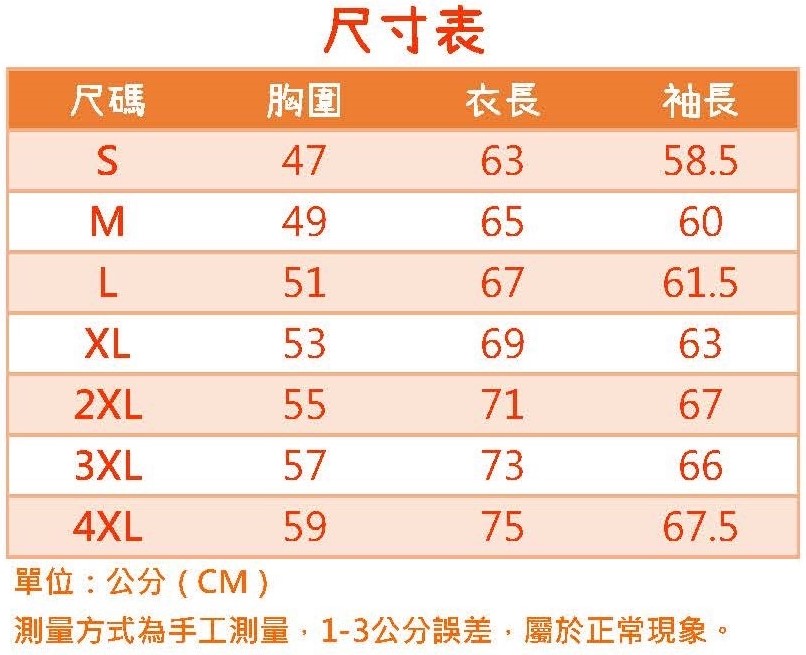 尺寸表
尺碼 胸圍 衣長 袖長
S 47 63 58.5
M 49 65 60
L 51 67 61.5
XL 53 69 63
2XL 55 71 67
3XL 57 73 66
4XL 59 75 67.5
單位：公分（CM）
測量方式為手工測量，1-3公分誤差，屬於正常現象。